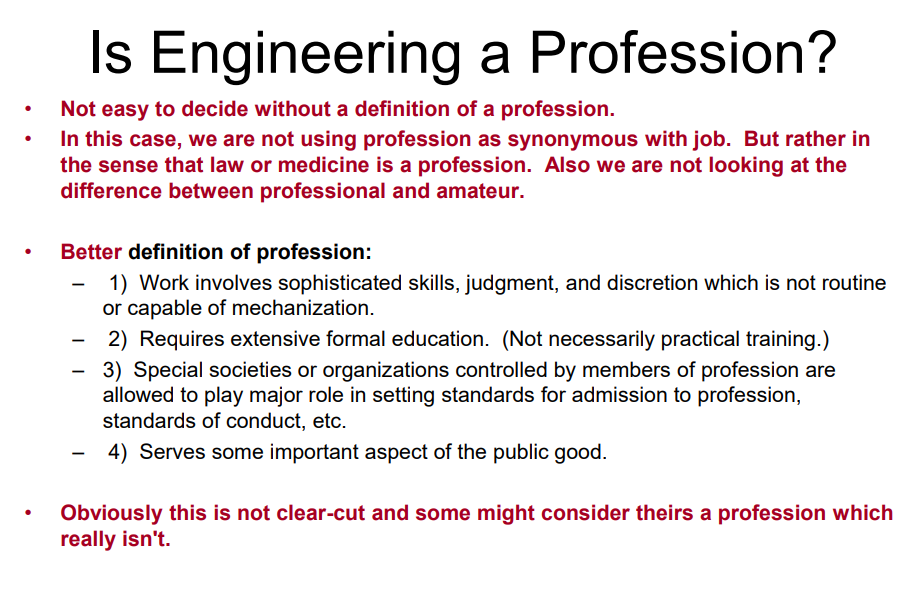 Is Engineering a Profession?
• Not easy to decide without a definition of a profession.
• In this case, we are not using profession as synonymous with job.  But rather in
the sense that law or medicine is a profession.  Also we are not looking at the
difference between professional and amateur.
• Better definition of profession:
– 1)  Work involves sophisticated skills, judgment, and discretion which is not routine
or capable of mechanization.
– 2)  Requires extensive formal education.  (Not necessarily practical training.)
– 3)  Special societies or organizations controlled by members of profession are
allowed to play major role in setting standards for admission to profession,
standards of conduct, etc.
– 4)  Serves some important aspect of the public good.
• Obviously this is not clear-cut and some might consider theirs a profession which
really isn't.